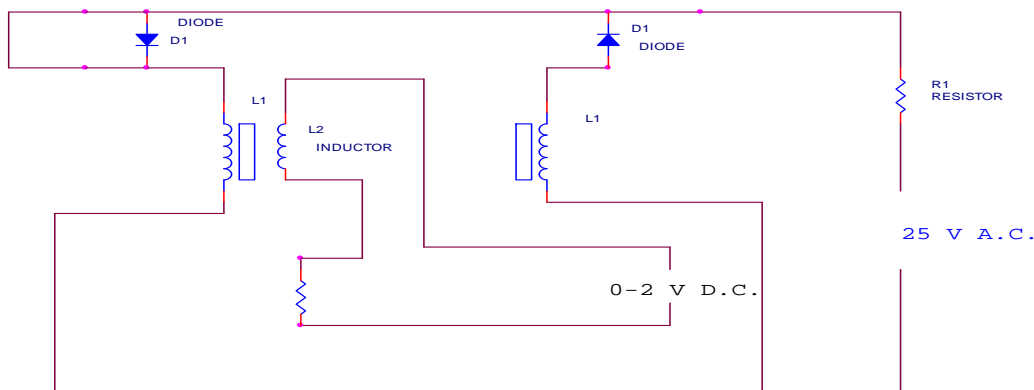 DIODE
D1
D1
DIODE
R1
RESISTOR
L1
L2
INDUCTOR
L1
25 V A.C.
0-2 V D.C.